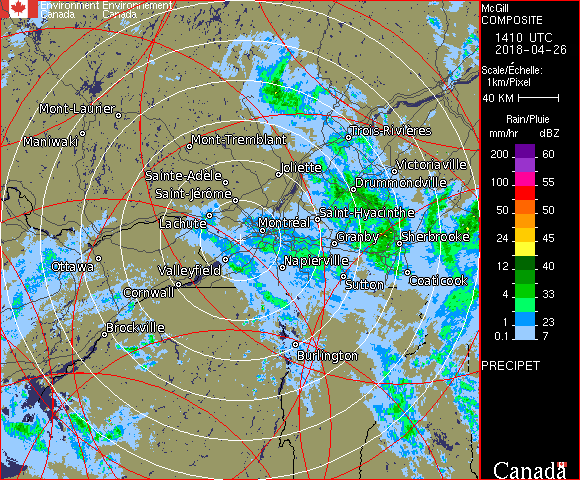 Environment Environnement
Canada Canada
McGill
COMPOSITE
1410 UTC
2018-04-26
Scale/Échelle:
1km/Pixel
40 KM
Rain/Pluie
mm/hr dBZ
200 60
100 55
50 50
24 45
12 40
8 33
4 28
1 23
0.1 7
PRECIPET
Canada
Mont-Laurier
Maniwaki
Mont-Tremblant
Trois-Rivières
Joliette
Victoriaville
Sainte-Adèle
Drummondville
Saint-Jérôme
Saint-Hyacinthe
Lachute
Montréal
Granby
Sherbrooke
Ottawa
Valleyfield
Napierville
Coaticook
Cornwall
Sutton
Brockville
Burlington